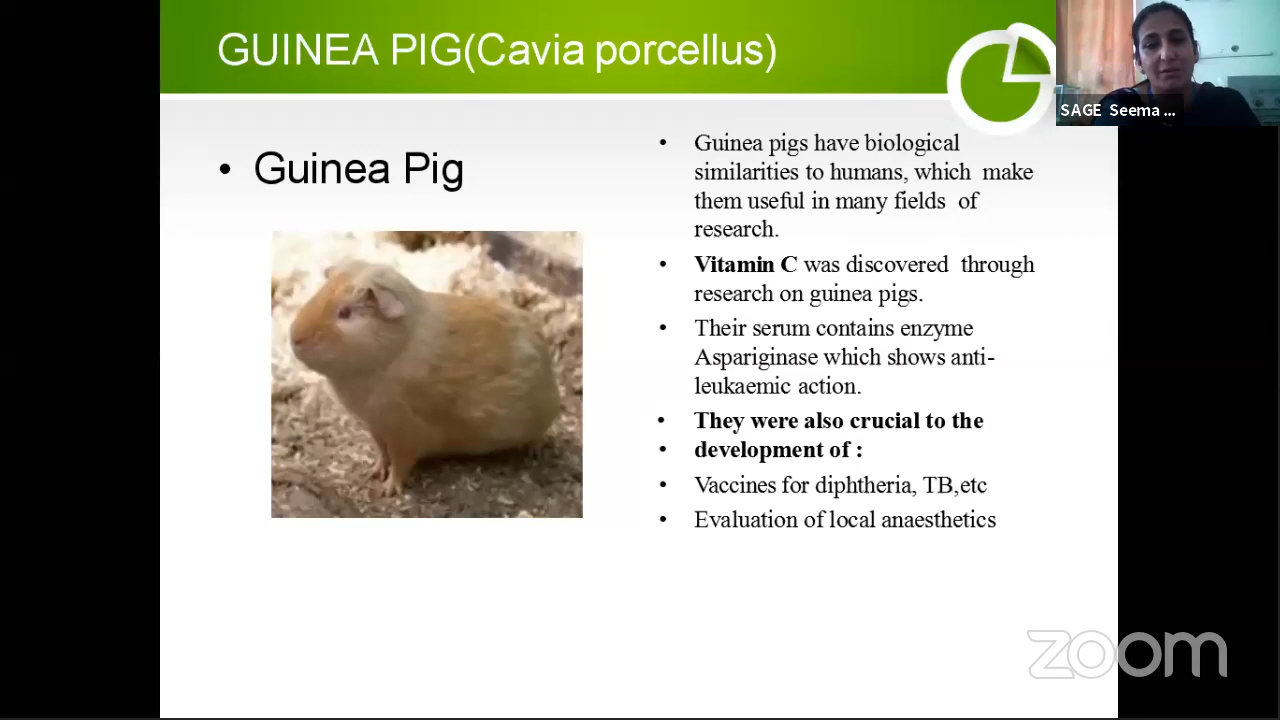 GUINEA PIG(Cavia porcellus)
SAGE Seema ...
• Guinea Pig
• Guinea pigs have biological
similarities to humans, which make
them useful in many fields of
research.
• Vitamin C was discovered through
research on guinea pigs.
• Their serum contains enzyme
Aspariginase which shows anti-
leukaemic action.
• They were also crucial to the
• development of :
• Vaccines for diphtheria, TB,etc
• Evaluation of local anaesthetics
zoom